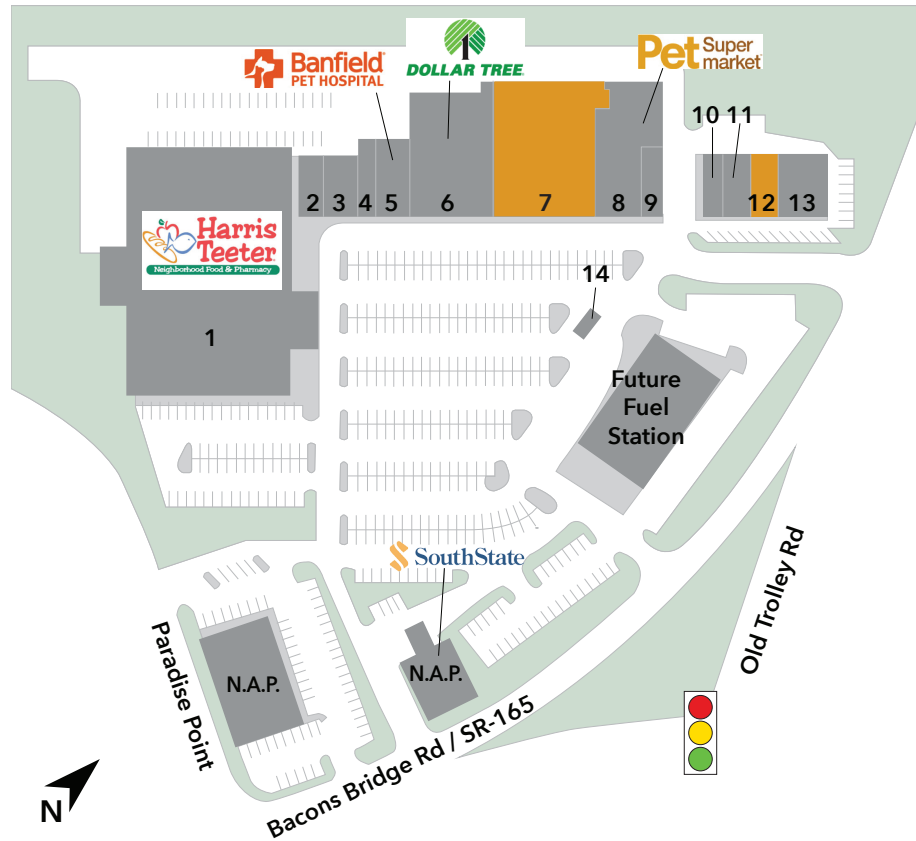 Banfield
PET HOSPITAL
DOLLAR TREE
Pet Super
market
10 11
2 3 4 5 6 7 8 9
12 13
Harris
Teeter
Neighborhood Food & Pharmacy
14
1
Future
Fuel
Station
SouthState
N.A.P.
N.A.P.
Paradise Point
Old Trolley Rd
Bacons Bridge Rd / SR-165
N